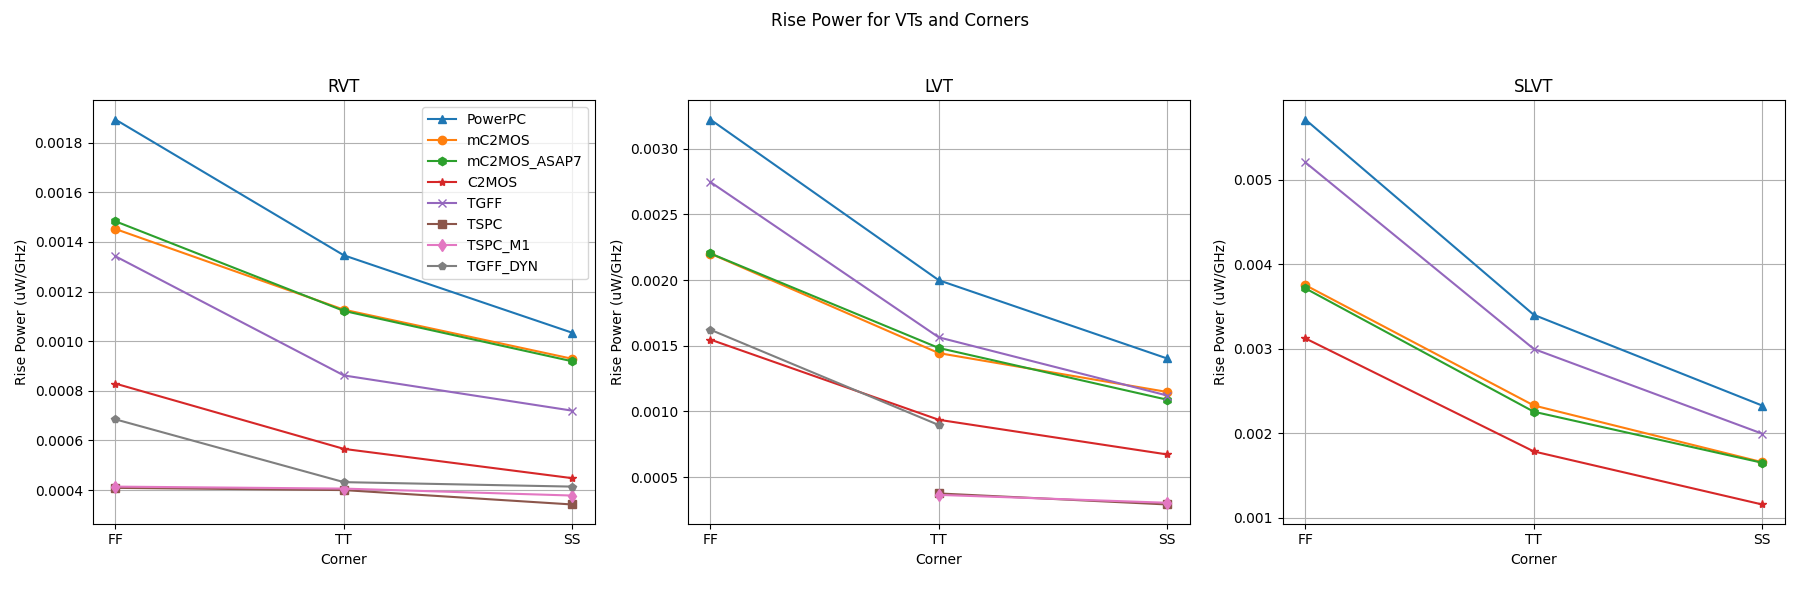 Rise Power for VTs and Corners
RVT
Rise Power (uW/GHz)
0.0018
0.0016
0.0014
0.0012
0.0010
0.0008
0.0006
0.0004
FF
TT
SS
Corner
PowerPC
mC2MOS
mC2MOS_ASAP7
C2MOS
TGFF
TSPC
TSPC_M1
TGFF_DYN
LVT
Rise Power (uW/GHz)
0.0030
0.0025
0.0020
0.0015
0.0010
0.0005
FF
TT
SS
Corner
SLVT
Rise Power (uW/GHz)
0.005
0.004
0.003
0.002
0.001
FF
TT
SS
Corner